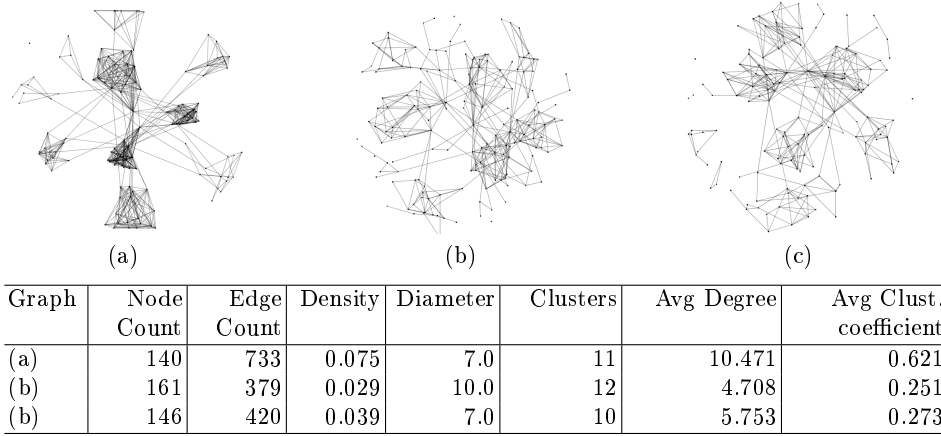 (a) (b) (c)
Graph Node Edge Density Diameter Clusters Avg Degree Avg Clust.
Count Count coefficient
(a) 140 733 0.075 7.0 11 10.471 0.621
(b) 161 379 0.029 10.0 12 4.708 0.251
(b) 146 420 0.039 7.0 10 5.753 0.273